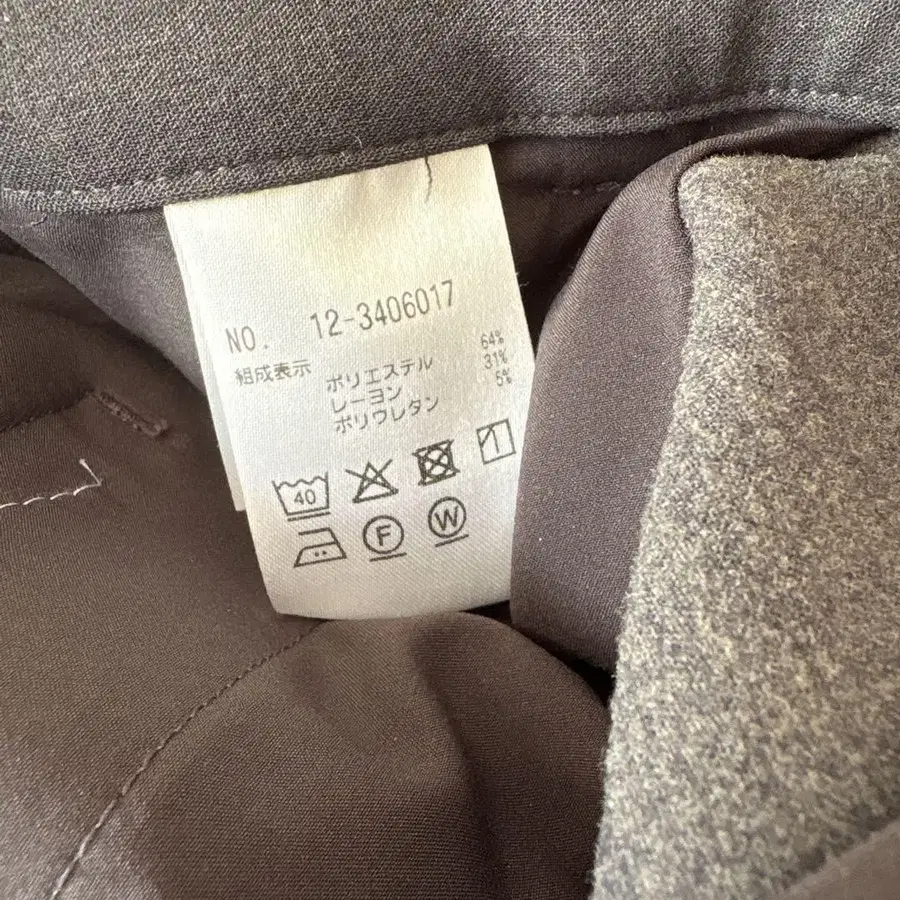 NO. 12-3406017
組成表示
ポリエステル 64%
レーヨン 31%
ポリウレタン 5%
40
F W